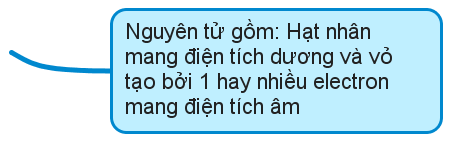 Nguyên tử gồm: Hạt nhân
mang điện tích dương và vỏ
tạo bởi 1 hay nhiều electron
mang điện tích âm